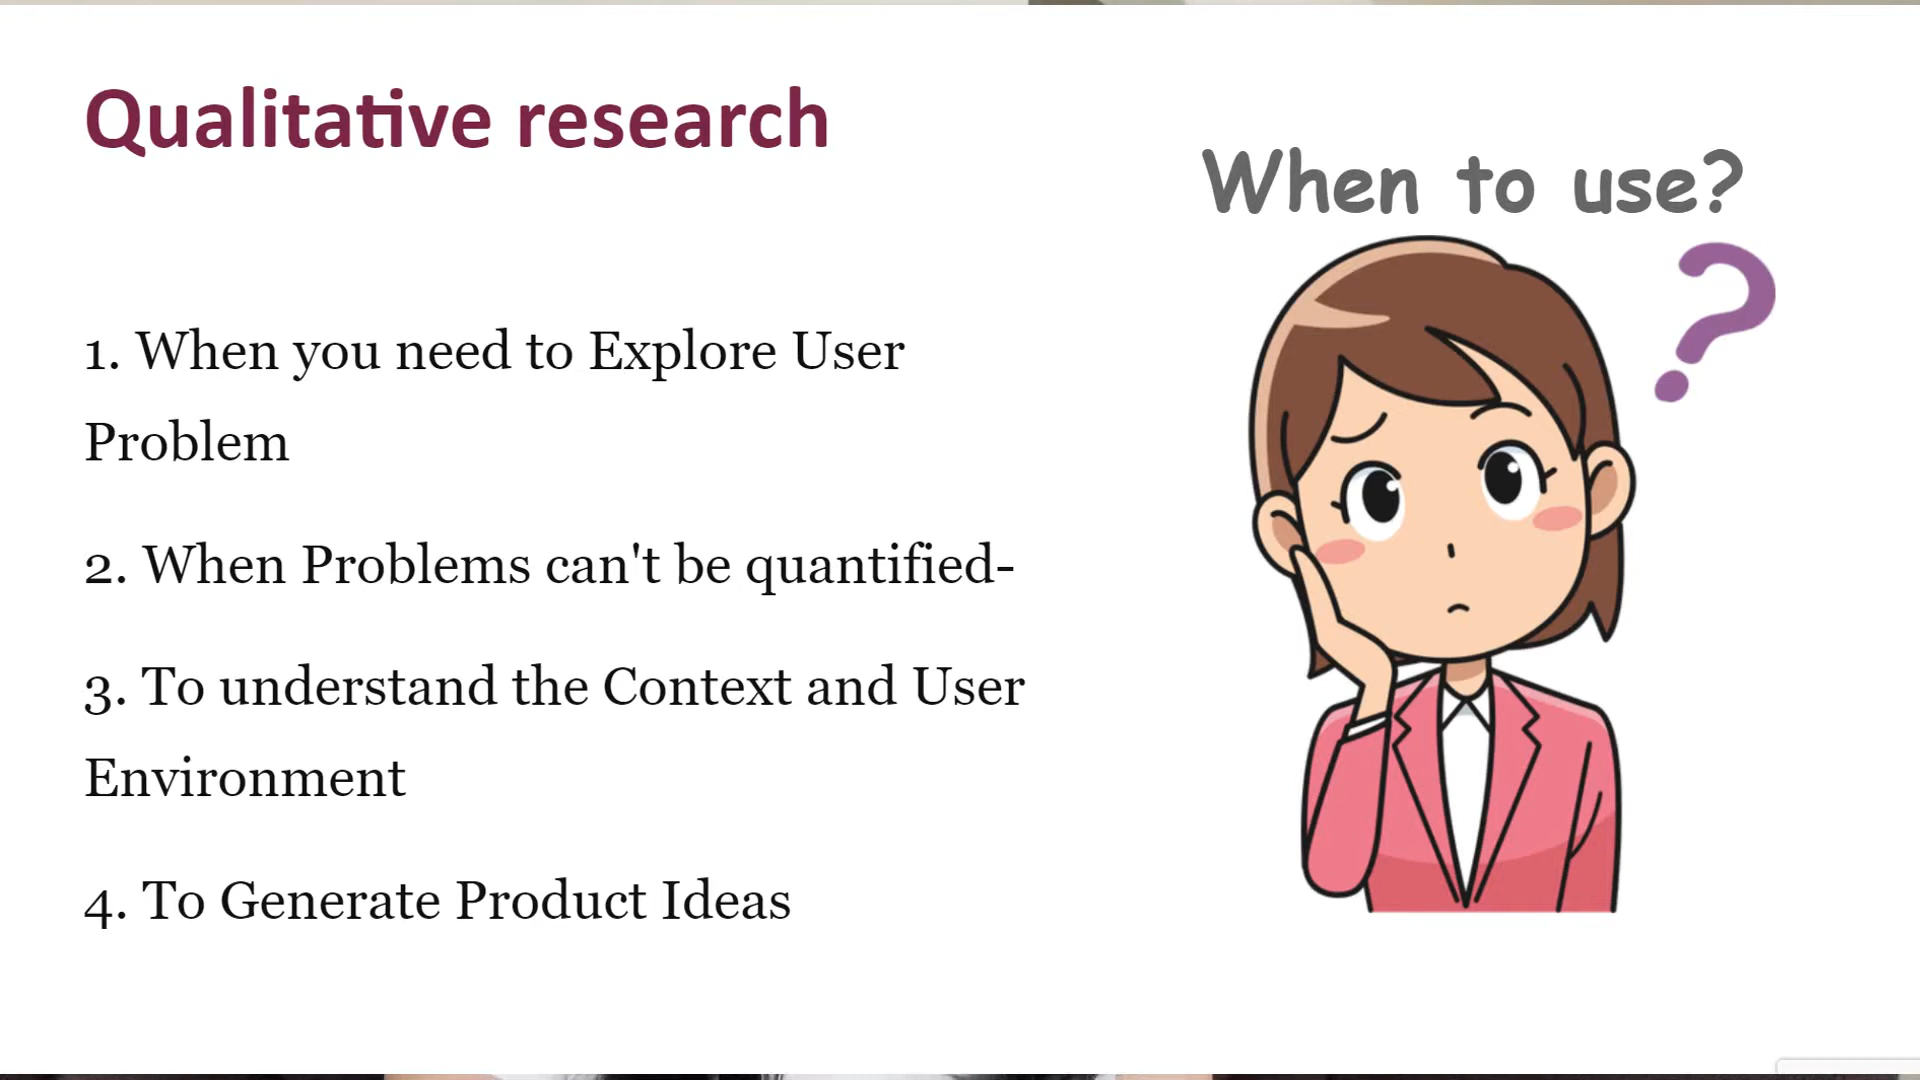 Qualitative research
When to use?
1. When you need to Explore User
Problem
2. When Problems can't be quantified-
3. To understand the Context and User
Environment
4. To Generate Product Ideas